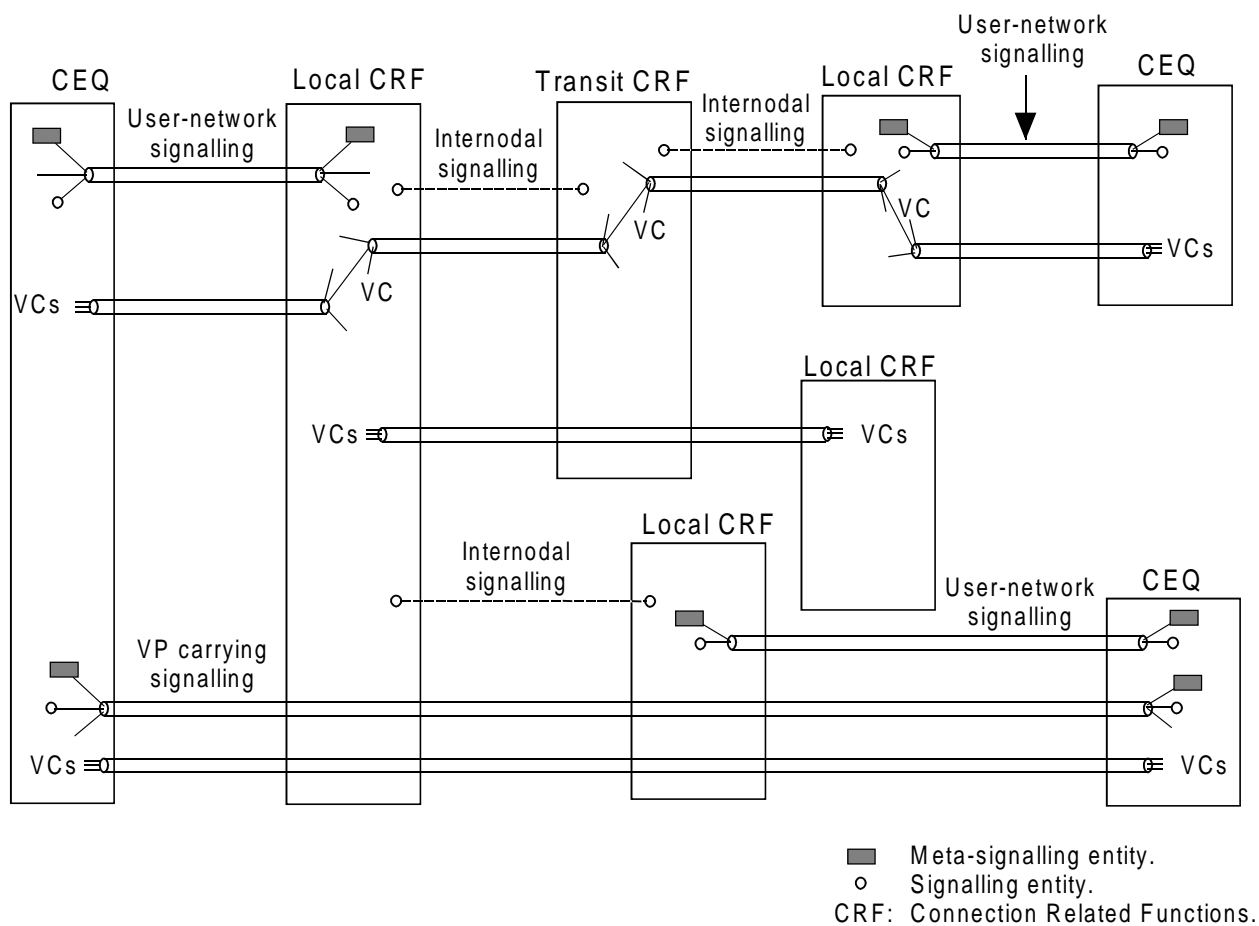 User-network
signalling
CEQ
Local CRF
Transit CRF
Local CRF
CEQ
User-network
signalling
Internodal
signalling
Internodal
signalling
VC
VC
VCs
VC
VCs
Local CRF
VCs
VCs
Local CRF
Internodal
signalling
User-network
signalling
CEQ
VP carrying
signalling
VCs
VCs
Meta-signalling entity.
Signalling entity.
CRF: Connection Related Functions.